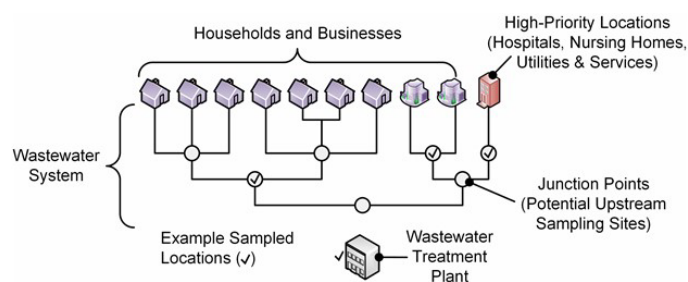 High-Priority Locations
(Hospitals, Nursing Homes,
Utilities & Services)
Households and Businesses
Wastewater
System
Junction Points
(Potential Upstream
Sampling Sites)
Example Sampled
Locations (✓)
Wastewater
Treatment
Plant